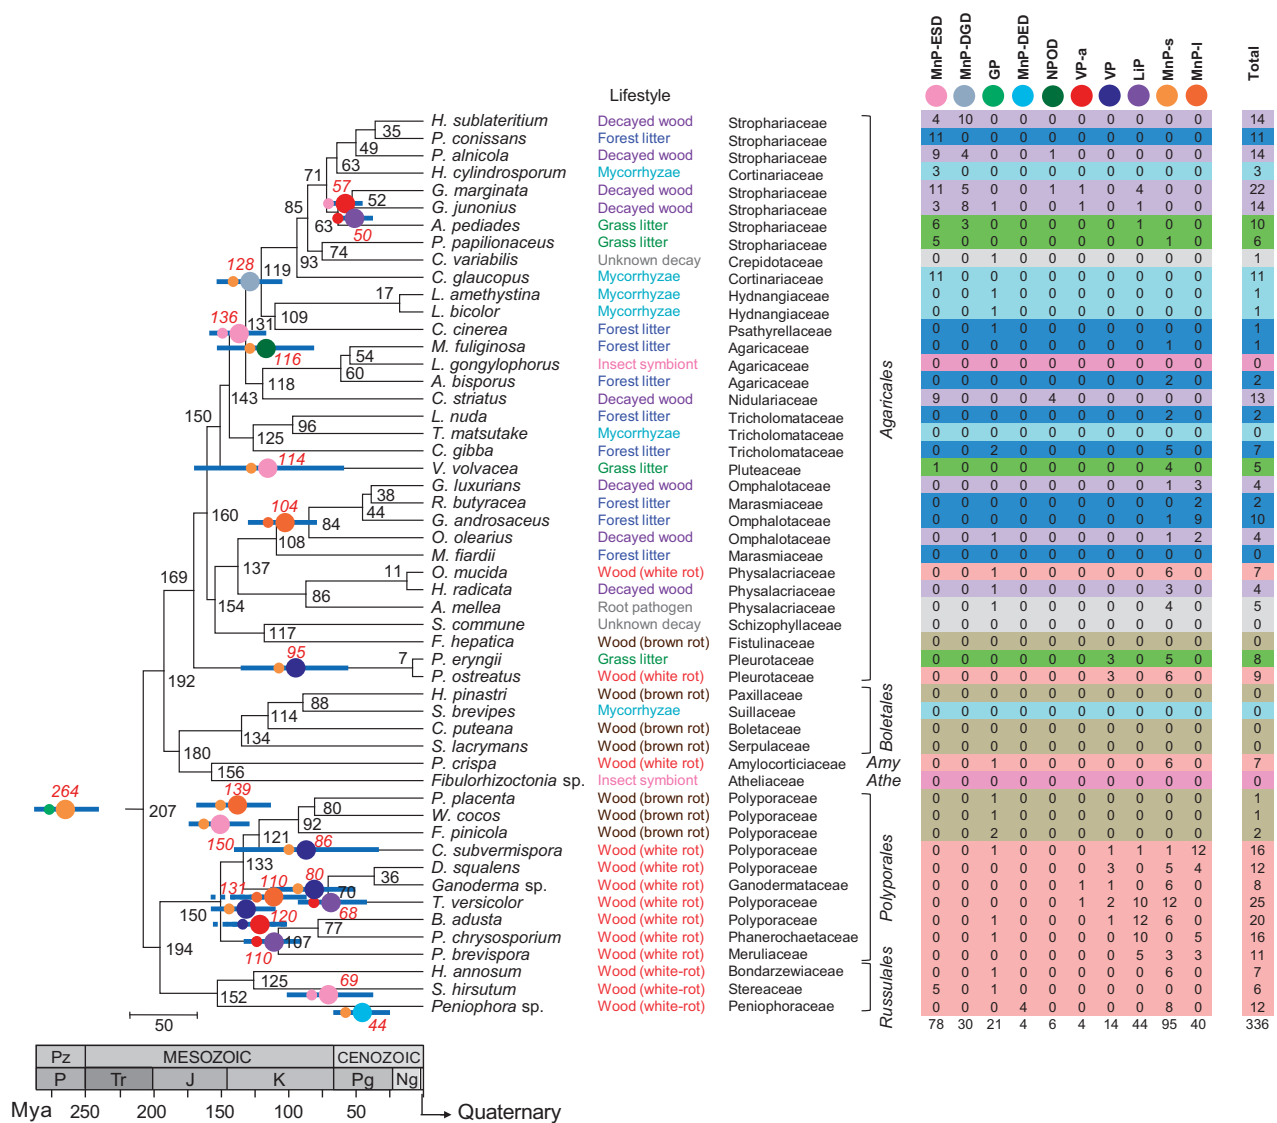 Lifestyle
MnP-ESD MnP-DGD GP MnP-DED NPOD VP-a VP LiP MnP-s MnP-l Total
H. sublateritium Decayed wood Strophariaceae 4 10 0 0 0 0 0 0 0 0 14
P. conissans Forest litter Strophariaceae 11 0 0 0 0 0 0 0 0 0 11
P. alnicola Decayed wood Strophariaceae 9 4 0 0 1 0 0 0 0 0 14
H. cylindrosporum Mycorrhyzae Cortinariaceae 3 0 0 0 0 0 0 0 0 0 3
G. marginata Decayed wood Strophariaceae 11 5 0 0 1 1 0 4 0 0 22
G. junonius Decayed wood Strophariaceae 3 8 1 0 0 1 0 1 0 0 14
A. pediades Grass litter Strophariaceae 6 3 0 0 0 0 0 1 0 0 10
P. papilionaceus Grass litter Strophariaceae 5 0 0 0 0 0 0 0 1 0 6
C. variabilis Unknown decay Crepidotaceae 0 0 1 0 0 0 0 0 0 0 1
C. glaucopus Mycorrhyzae Cortinariaceae 11 0 0 0 0 0 0 0 0 0 11
L. amethystina Mycorrhyzae Hydnangiaceae 0 0 1 0 0 0 0 0 0 0 1
L. bicolor Mycorrhyzae Hydnangiaceae 0 0 1 0 0 0 0 0 0 0 1
C. cinerea Forest litter Psathyrellaceae 0 0 1 0 0 0 0 0 0 0 1
M. fuliginosa Forest litter Agaricaceae 0 0 0 0 0 0 0 0 1 0 1
L. gongylophorus Insect symbiont Agaricaceae 0 0 0 0 0 0 0 0 0 0 0
A. bisporus Forest litter Agaricaceae 0 0 0 0 0 0 0 0 2 0 2
C. striatus Decayed wood Nidulariaceae 9 0 0 0 4 0 0 0 0 0 13
L. nuda Forest litter Tricholomataceae 0 0 0 0 0 0 0 0 2 0 2
T. matsutake Mycorrhyzae Tricholomataceae 0 0 0 0 0 0 0 0 0 0 0
C. gibba Forest litter Tricholomataceae 0 0 2 0 0 0 0 0 5 0 7
V. volvacea Grass litter Pluteaceae 1 0 0 0 0 0 0 0 4 0 5
G. luxurians Decayed wood Omphalotaceae 0 0 0 0 0 0 0 0 1 3 4
R. butyracea Forest litter Marasmiaceae 0 0 0 0 0 0 0 0 0 2 2
G. androsaceus Forest litter Omphalotaceae 0 0 0 0 0 0 0 0 1 9 10
O. olearius Decayed wood Omphalotaceae 0 0 1 0 0 0 0 0 1 2 4
M. fiardii Forest litter Marasmiaceae 0 0 0 0 0 0 0 0 0 0 0
O. mucida Wood (white rot) Physalacriaceae 0 0 1 0 0 0 0 0 6 0 7
H. radicata Decayed wood Physalacriaceae 0 0 1 0 0 0 0 0 3 0 4
A. mellea Root pathogen Physalacriaceae 0 0 1 0 0 0 0 0 4 0 5
S. commune Unknown decay Schizophyllaceae 0 0 0 0 0 0 0 0 0 0 0
F. hepatica Wood (brown rot) Fistulinaceae 0 0 0 0 0 0 0 0 0 0 0
P. eryngii Grass litter Pleurotaceae 0 0 0 0 0 0 3 0 5 0 8
P. ostreatus Wood (white rot) Pleurotaceae 0 0 0 0 0 0 3 0 6 0 9
H. pinastri Wood (brown rot) Paxillaceae 0 0 0 0 0 0 0 0 0 0 0
S. brevipes Mycorrhyzae Suillaceae 0 0 0 0 0 0 0 0 0 0 0
C. puteana Wood (brown rot) Boletaceae 0 0 0 0 0 0 0 0 0 0 0
S. lacrymans Wood (brown rot) Serpulaceae 0 0 0 0 0 0 0 0 0 0 0
P. crispa Wood (white rot) Amylocorticiaceae Amy 0 0 1 0 0 0 0 0 6 0 7
Fibulorhizoctonia sp. Insect symbiont Atheliaceae Athe 0 0 0 0 0 0 0 0 0 0 0
P. placenta Wood (brown rot) Polyporaceae 0 0 1 0 0 0 0 0 0 0 1
W. cocos Wood (brown rot) Polyporaceae 0 0 1 0 0 0 0 0 0 0 1
F. pinicola Wood (brown rot) Polyporaceae 0 0 2 0 0 0 0 0 0 0 2
C. subvermispora Wood (white rot) Polyporaceae 0 0 1 0 0 0 1 1 1 12 16
D. squalens Wood (white rot) Polyporaceae 0 0 0 0 0 0 3 0 5 4 12
Ganoderma sp. Wood (white rot) Ganodermataceae 0 0 0 0 0 1 1 0 6 0 8
T. versicolor Wood (white rot) Polyporaceae 0 0 0 0 0 1 2 10 12 0 25
B. adusta Wood (white rot) Polyporaceae 0 0 1 0 0 0 1 12 6 0 20
P. chrysosporium Wood (white rot) Phanerochaetaceae 0 0 1 0 0 0 0 10 0 5 16
P. brevispora Wood (white rot) Meruliaceae 0 0 0 0 0 0 0 5 3 3 11
H. annosum Wood (white-rot) Bondarzewiaceae 0 0 1 0 0 0 0 0 6 0 7
S. hirsutum Wood (white-rot) Stereaceae 5 0 1 0 0 0 0 0 0 0 6
Peniophora sp. Wood (white-rot) Peniophoraceae 0 0 0 4 0 0 0 0 8 0 12
78 30 21 4 6 4 14 44 95 40 336
Agaricales
Boletales
Polyporales
Russulales
35
49
63
71
57
52
85
63
50
74
93
128
119
17
136
131
109
116
54
60
118
143
150
96
125
114
38
160
104
44
84
108
137
11
169
86
154
117
95
7
192
88
114
134
180
156
264
139
207
80
92
121
150
86
133
36
80
110
131
70
150
120
68
77
107
194
110
125
69
152
44
50
Pz MESOZOIC CENOZOIC
P Tr J K Pg Ng
Mya 250 200 150 100 50 Quaternary